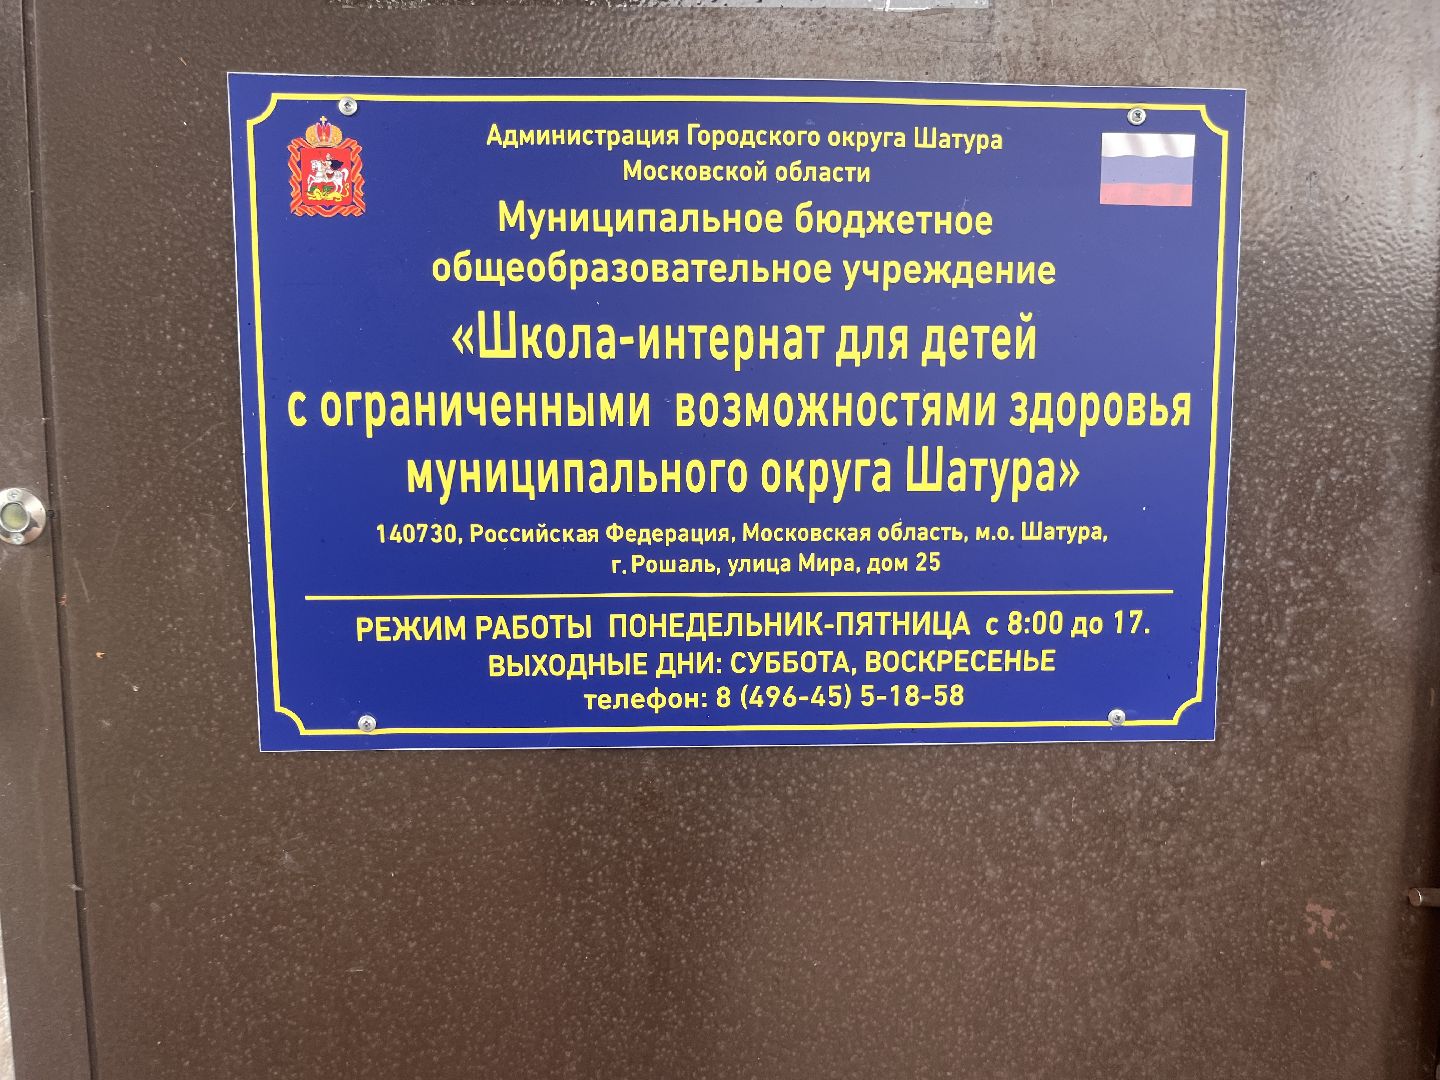 Администрация Городского округа Шатура
Московской области
Муниципальное бюджетное
общеобразовательное учреждение
«Школа-интернат для детей
с ограниченными возможностями здоровья
муниципального округа Шатура»
140730, Российская Федерация, Московская область, м.о. Шатура,
г. Рошаль, улица Мира, дом 25
РЕЖИМ РАБОТЫ ПОНЕДЕЛЬНИК-ПЯТНИЦА с 8:00 до 17.
ВЫХОДНЫЕ ДНИ: СУББОТА, ВОСКРЕСЕНЬЕ
телефон: 8 (496-45) 5-18-58